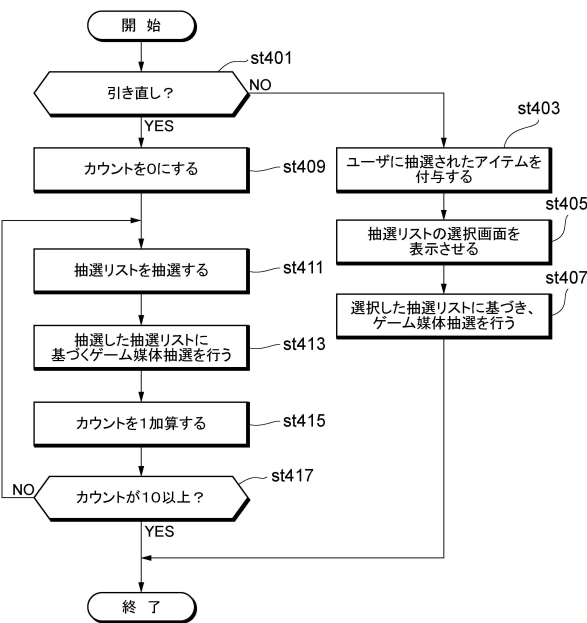 開 始
st401
引き直し？
NO
YES
カウントを0にする
st409
抽選リストを抽選する
st411
抽選した抽選リストに
基づくゲーム媒体抽選を行う
st413
カウントを1加算する
st415
カウントが10以上？
st417
NO
YES
終 了
st403
ユーザに抽選されたアイテムを
付与する
st405
抽選リストの選択画面を
表示させる
st407
選択した抽選リストに基づき、
ゲーム媒体抽選を行う